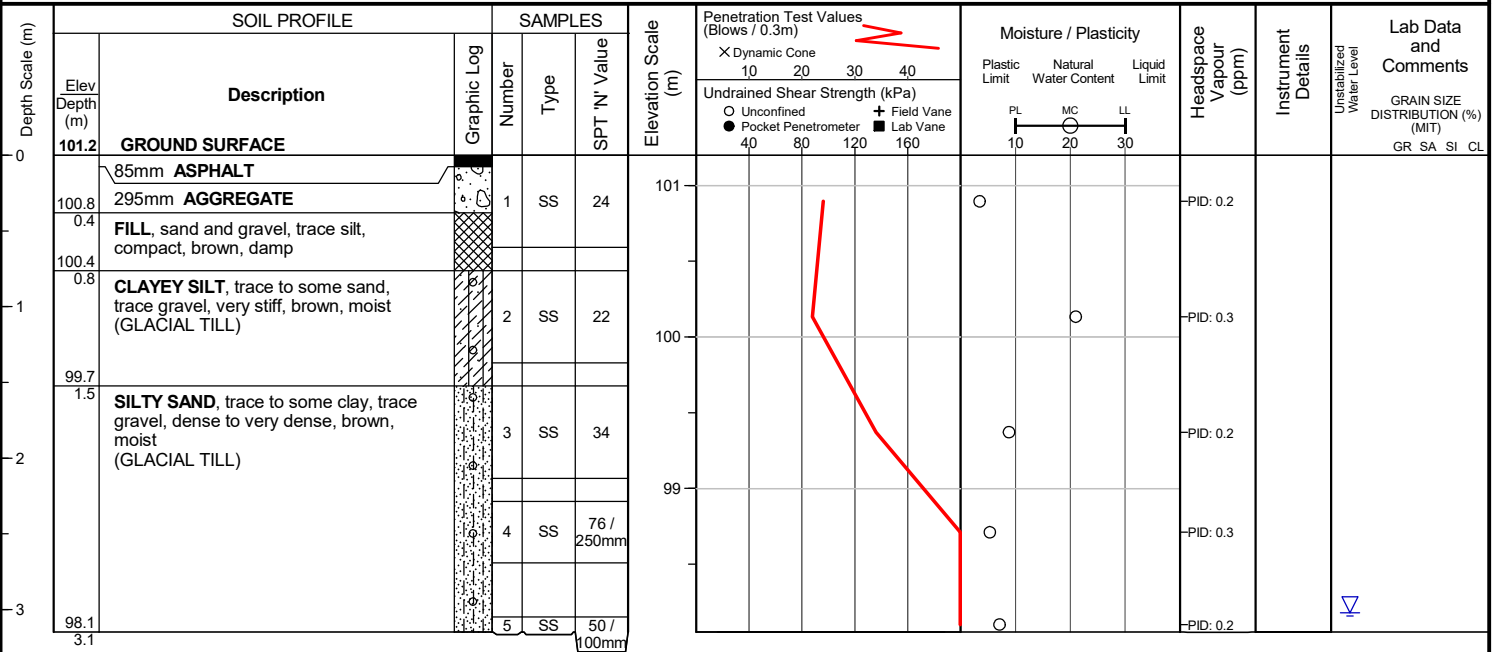 SOIL PROFILE
SAMPLES
Depth Scale (m)
Elev
Depth
(m)
101.2
Description
GROUND SURFACE
Graphic Log
Number
Type
SPT 'N' Value
Elevation Scale
(m)
Penetration Test Values
(Blows / 0.3m)
× Dynamic Cone
10 20 30 40
Undrained Shear Strength (kPa)
Unconfined
+ Field Vane
Pocket Penetrometer
Lab Vane
40 80 120 160
Moisture / Plasticity
Plastic
Limit
Natural
Water Content
Liquid
Limit
PL MC LL
10 20 30
Headspace
Vapour
(ppm)
Instrument
Details
Unstabilized
Water Level
Lab Data
and
Comments
GRAIN SIZE
DISTRIBUTION (%)
(MIT)
GR SA SI CL
0
85mm ASPHALT
295mm AGGREGATE
100.8
0.4
FILL, sand and gravel, trace silt,
compact, brown, damp
100.4
0.8
CLAYEY SILT, trace to some sand,
trace gravel, very stiff, brown, moist
(GLACIAL TILL)
1
99.7
1.5
SILTY SAND, trace to some clay, trace
gravel, dense to very dense, brown,
moist
(GLACIAL TILL)
2
3
98.1
3.1
1 SS 24
2 SS 22
3 SS 34
4 SS 76 /
250mm
5 SS 50 /
100mm
101
100
99
PID: 0.2
PID: 0.3
PID: 0.2
PID: 0.3
PID: 0.2